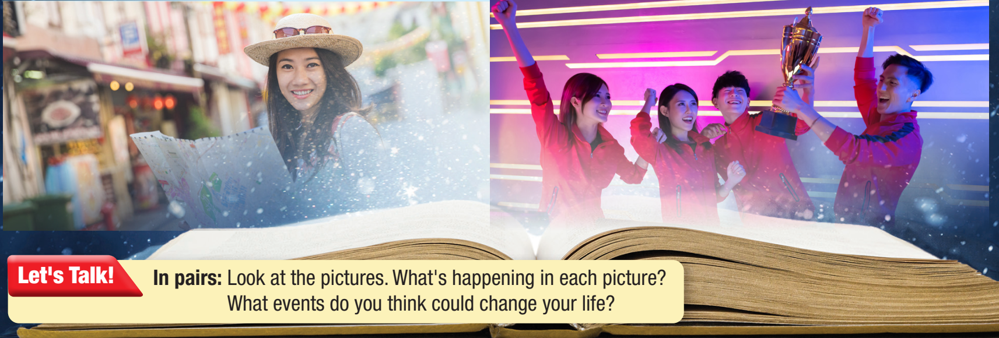 Let's Talk!
In pairs: Look at the pictures. What's happening in each picture?
What events do you think could change your life?